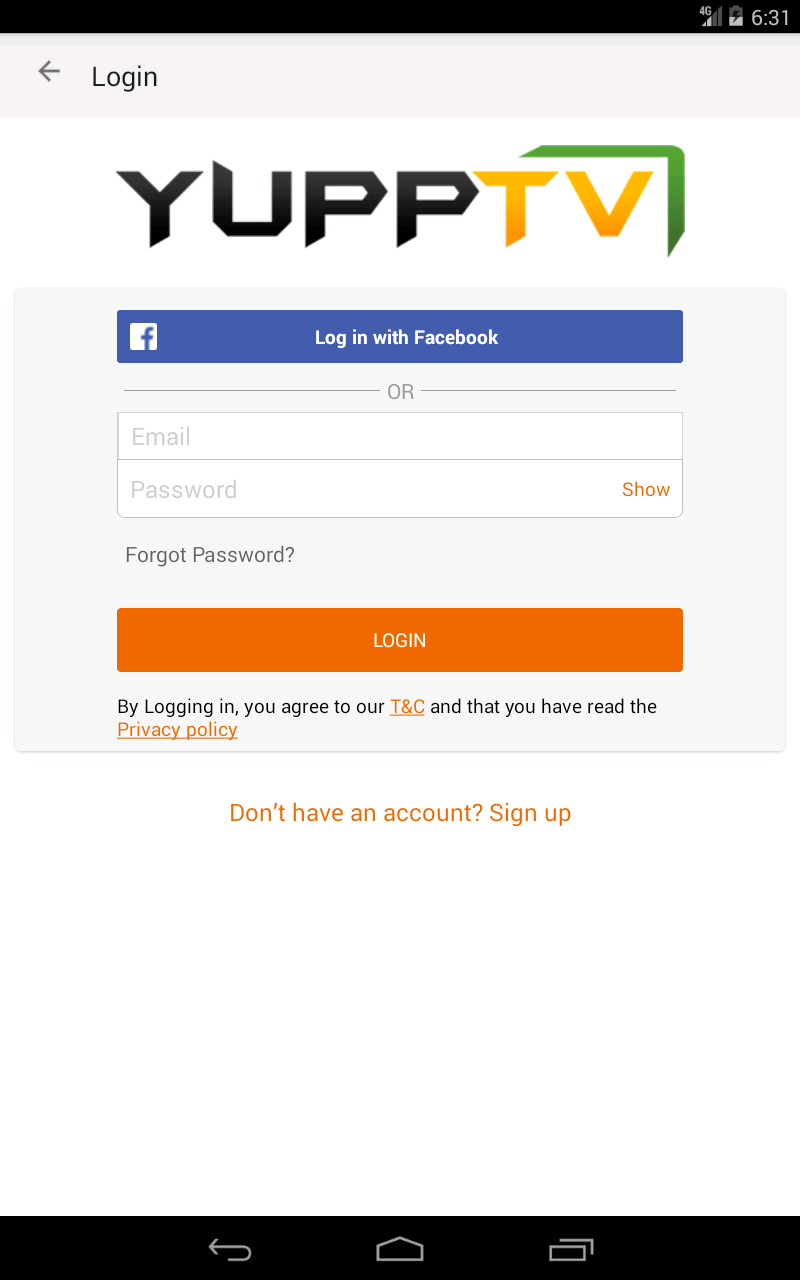 4G 6:31
Login
YUPPTV
Log in with Facebook
OR
Email
Password Show
Forgot Password?
LOGIN
By Logging in, you agree to our T&C and that you have read the
Privacy policy
Don’t have an account? Sign up